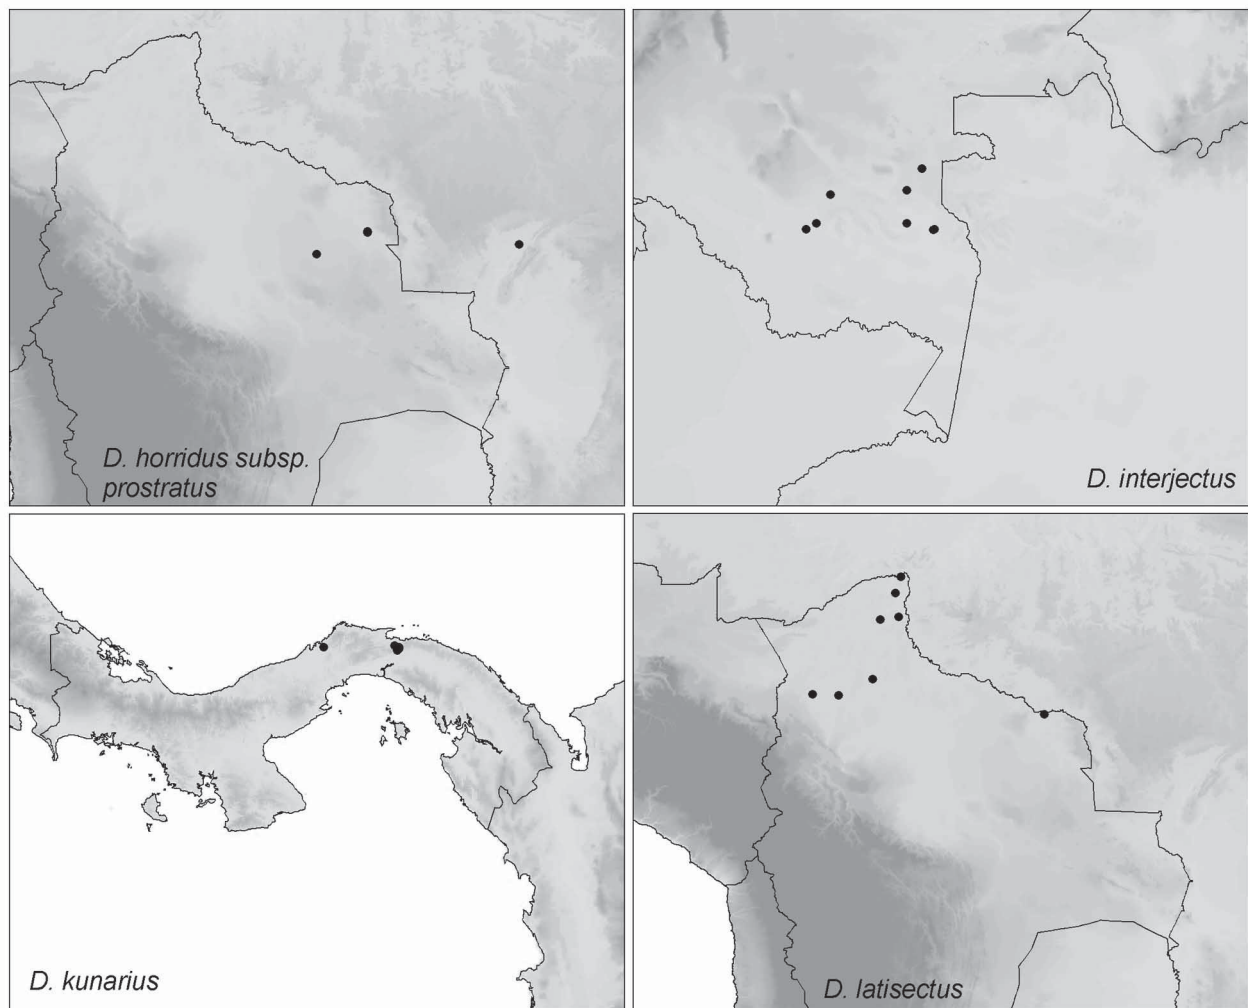 D. horridus subsp.
prostratus
D. interjectus
D. kunarius
D. latisectus